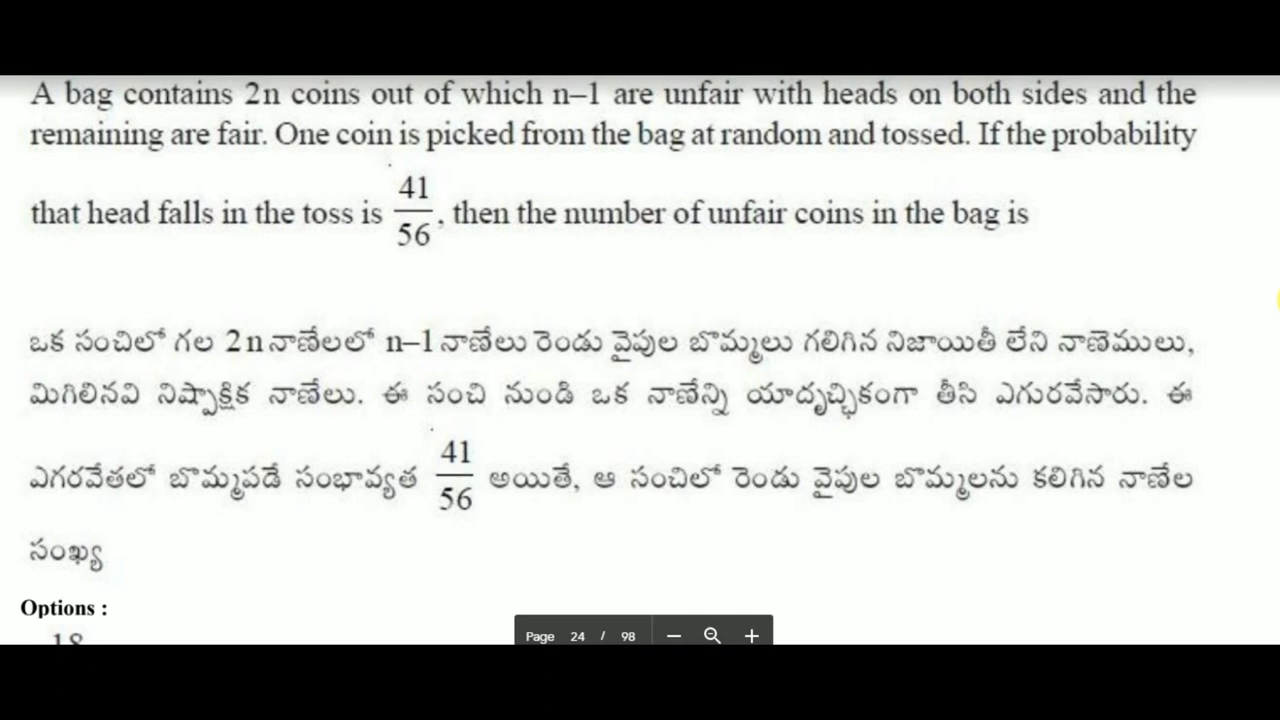 A bag contains 2n coins out of which n–1 are unfair with heads on both sides and the
remaining are fair. One coin is picked from the bag at random and tossed. If the probability
that head falls in the toss is 41/56, then the number of unfair coins in the bag is
ఒక సంచిలో గల 2n నాణేలలో n–1 నాణేలు రెండు వైపుల బొమ్మలు గలిగిన నిజాయితీ లేని నాణెములు,
మిగిలినవి నిష్పాక్షిక నాణేలు. ఈ సంచి నుండి ఒక నాణేన్ని యాదృచ్ఛికంగా తీసి ఎగురవేసారు. ఈ
ఎగరవేతలో బొమ్మపడే సంభావ్యత 41/56 అయితే, ఆ సంచిలో రెండు వైపుల బొమ్మలను కలిగిన నాణేల
సంఖ్య
Options :
18
Page 24 / 98